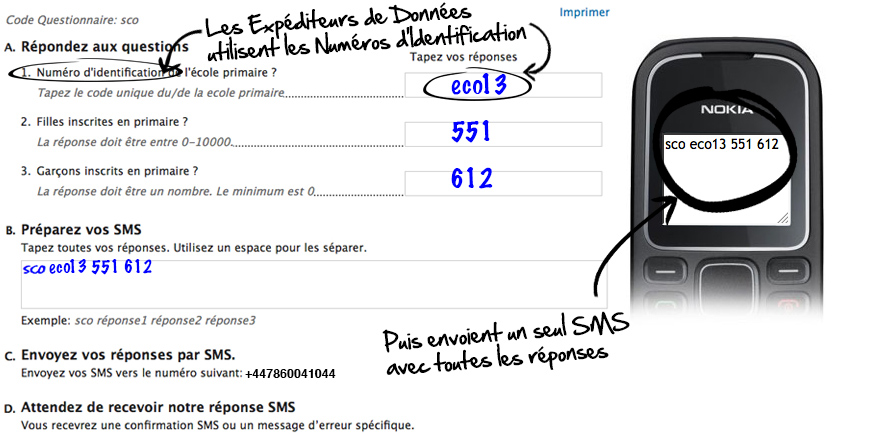 Code Questionnaire: sco
Imprimer
Les Expéditeurs de Données
utilisent les Numéros d'Identification
A. Répondez aux questions
Tapez vos réponses
1. Numéro d'identification de l'école primaire ?
Tapez le code unique du/de la ecole primaire
eco13
2. Filles inscrites en primaire ?
La réponse doit être entre 0-10000.
551
3. Garçons inscrits en primaire ?
La réponse doit être un nombre. Le minimum est 0
612
NOKIA
sco eco13 551 612
B. Préparez vos SMS
Tapez toutes vos réponses. Utilisez un espace pour les séparer.
sco eco13 551 612
Exemple: sco réponse1 réponse2 réponse3
Puis envoient un seul SMS
avec toutes les réponses
C. Envoyez vos réponses par SMS.
Envoyez vos SMS vers le numéro suivant: +447860041044
D. Attendez de recevoir notre réponse SMS
Vous recevrez une confirmation SMS ou un message d'erreur spécifique.